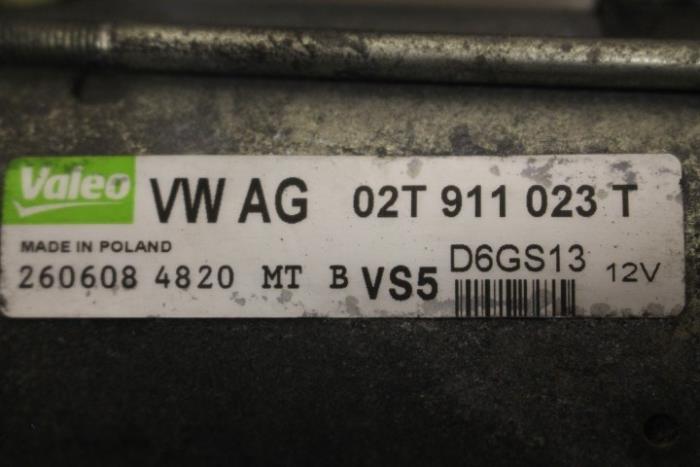 Valeo VW AG 02T 911 023 T
MADE IN POLAND
260608 4820 MT B VS5 D6GS13 12V